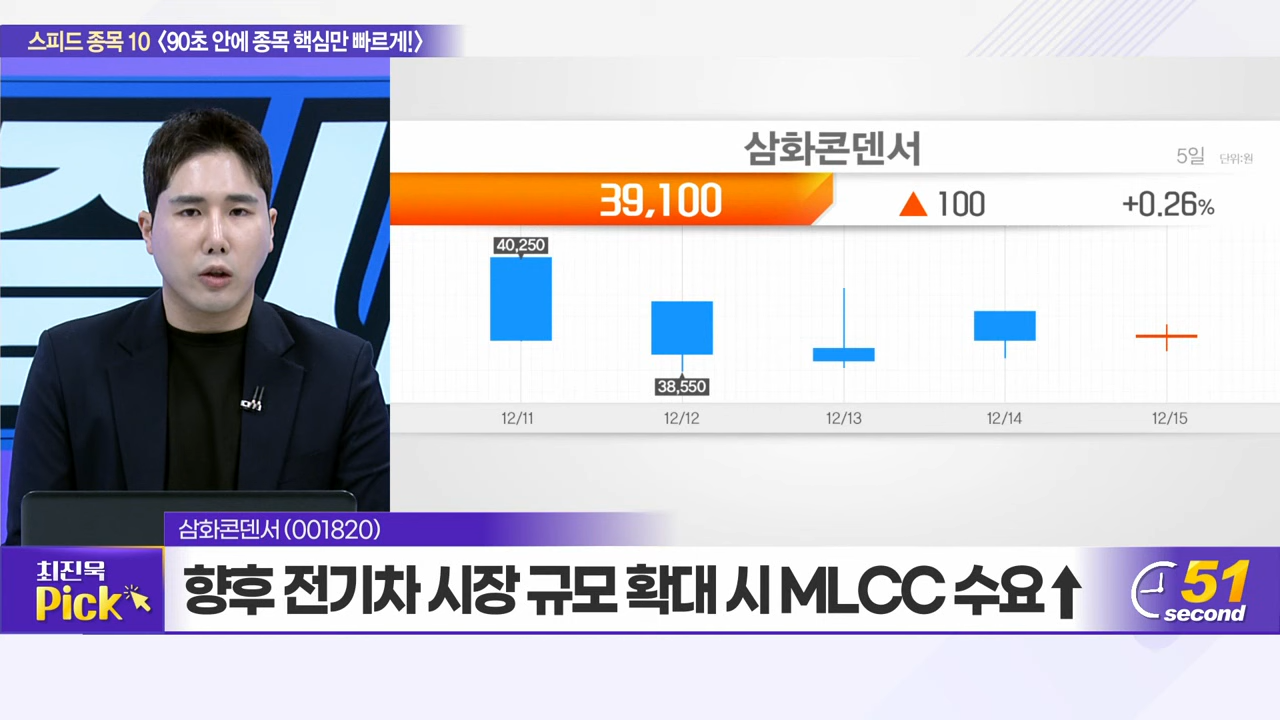 스피드 종목 10 〈90초 안에 종목 핵심만 빠르게!〉
삼화콘덴서
5일 단위:원
39,100 ▲ 100 +0.26%
40,250
38,550
12/11 12/12 12/13 12/14 12/15
삼화콘덴서(001820)
최진욱
Pick
향후 전기차 시장 규모 확대 시 MLCC 수요↑
51
second